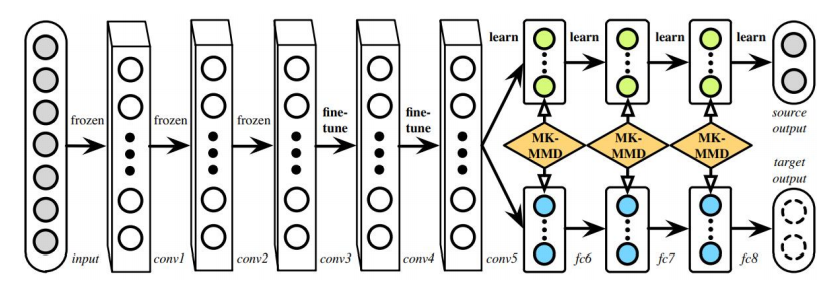 learn
learn
learn
learn
frozen
frozen
frozen
fine-
tune
fine-
tune
MK-
MMD
MK-
MMD
MK-
MMD
source
output
target
output
input
conv1
conv2
conv3
conv4
conv5
fc6
fc7
fc8